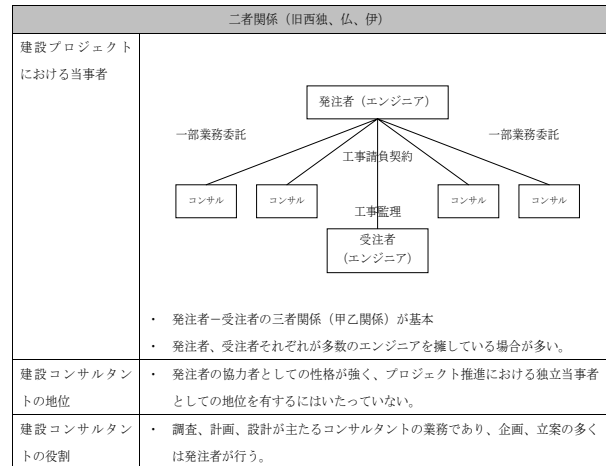 二者関係（旧西独、仏、伊）
建設プロジェクト
における当事者
発注者（エンジニア）
一部業務委託
一部業務委託
工事請負契約
コンサル
コンサル
コンサル
コンサル
工事監理
受注者
（エンジニア）
・ 発注者－受注者の三者関係（甲乙関係）が基本
・ 発注者、受注者それぞれが多数のエンジニアを擁している場合が多い。
建設コンサルタン
トの地位
・ 発注者の協力者としての性格が強く、プロジェクト推進における独立当事者
としての地位を有するにはいたっていない。
建設コンサルタン
トの役割
・ 調査、計画、設計が主たるコンサルタントの業務であり、企画、立案の多く
は発注者が行う。